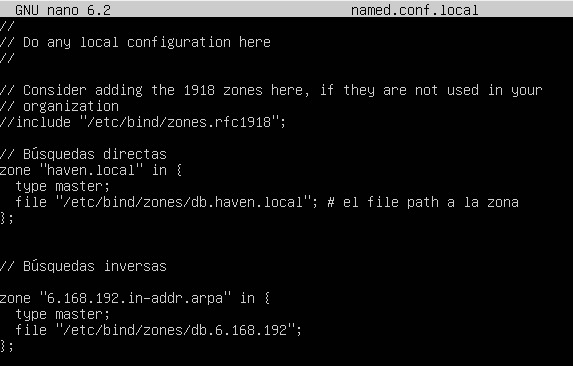 GNU nano 6.2 named.conf.local
//
// Do any local configuration here
//
// Consider adding the 1918 zones here, if they are not used in your
// organization
//include "/etc/bind/zones.rfc1918";
// Búsquedas directas
zone "haven.local" in {
type master;
file "/etc/bind/zones/db.haven.local"; # el file path a la zona
};
// Búsquedas inversas
zone "6.168.192.in-addr.arpa" in {
type master;
file "/etc/bind/zones/db.6.168.192";
};